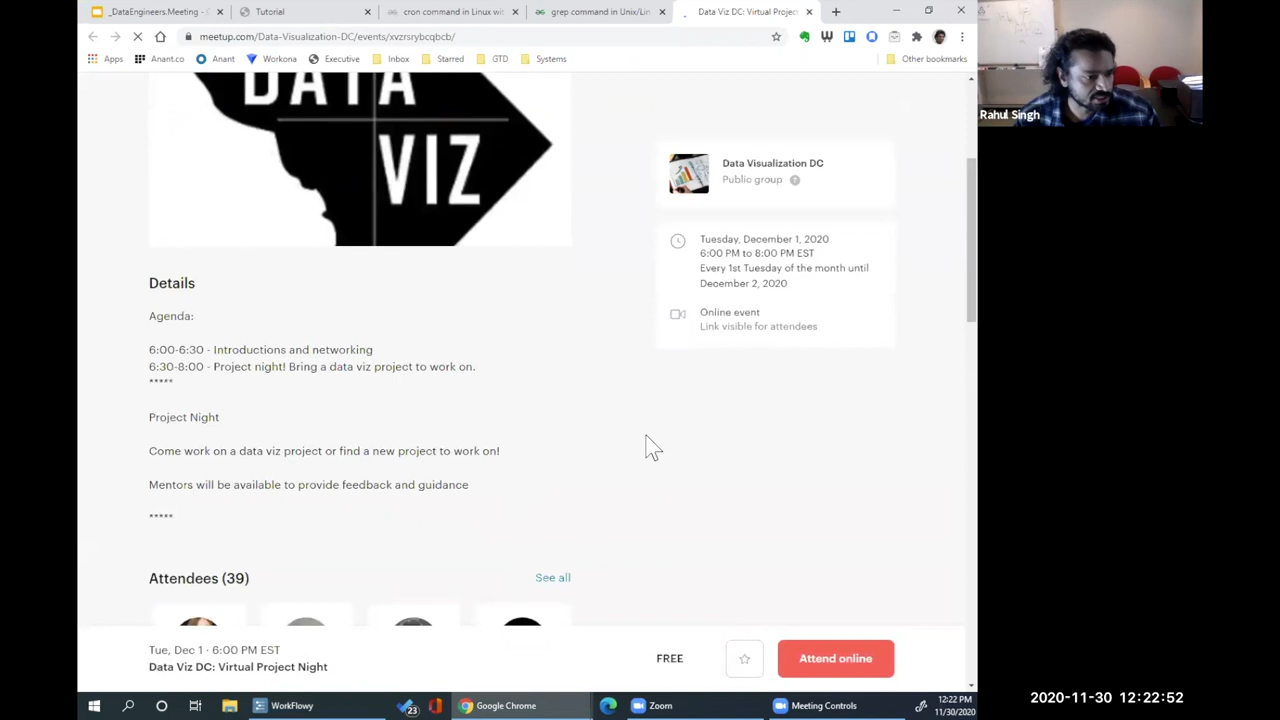 _DataEngineers.Meeting - G
Tutorial
cron command in Linux wit
grep command in Unix/Lin
Data Viz DC: Virtual Project
meetup.com/Data-Visualization-DC/events/xvzrsrybcqbcb/
Apps
Anant.co
Anant
Workona
Executive
Inbox
Starred
GTD
Systems
Other bookmarks
Rahul Singh
DATA
VIZ
Data Visualization DC
Public group
Tuesday, December 1, 2020
6:00 PM to 8:00 PM EST
Every 1st Tuesday of the month until
December 2, 2020
Online event
Link visible for attendees
Details
Agenda:
6:00-6:30 - Introductions and networking
6:30-8:00 - Project night! Bring a data viz project to work on.
*****
Project Night
Come work on a data viz project or find a new project to work on!
Mentors will be available to provide feedback and guidance
*****
Attendees (39)
See all
Tue, Dec 1 · 6:00 PM EST
Data Viz DC: Virtual Project Night
FREE
Attend online
WorkFlowy
23
Google Chrome
Zoom
Meeting Controls
12:22 PM
11/30/2020
2020-11-30 12:22:52